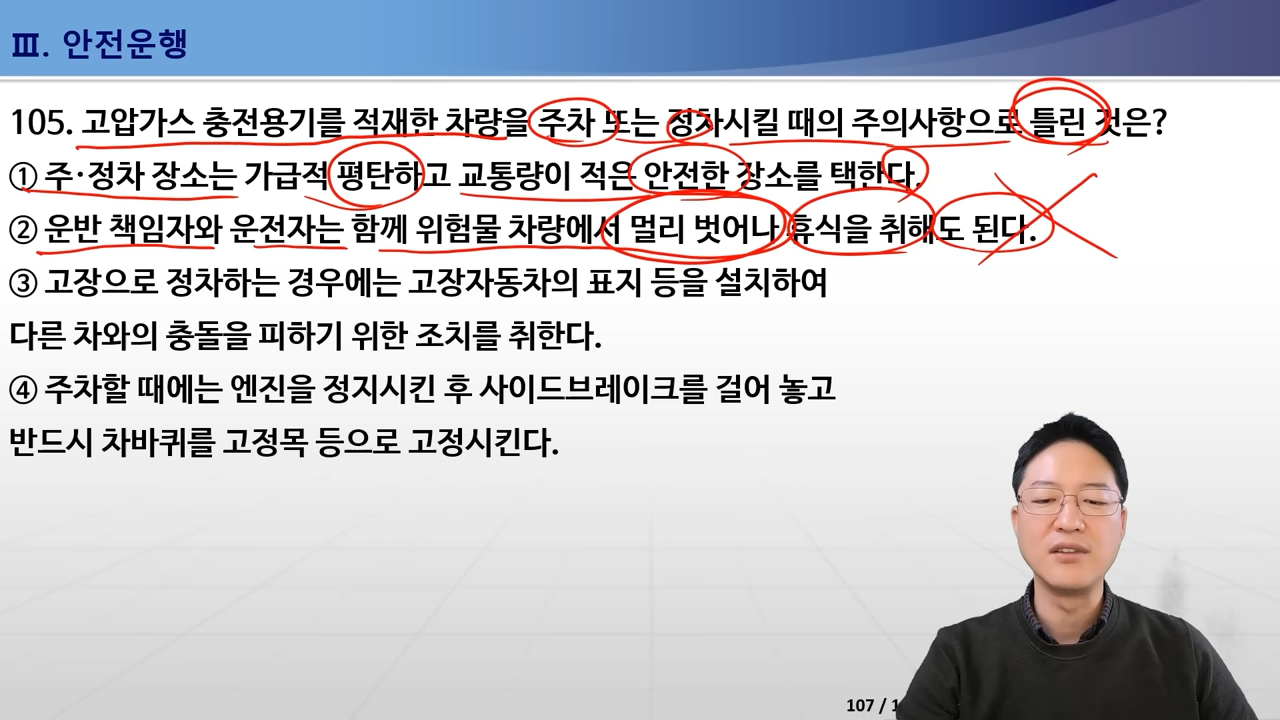 Ⅲ. 안전운행
105. 고압가스 충전용기를 적재한 차량을 주차 또는 정차시킬 때의 주의사항으로 틀린 것은?
① 주·정차 장소는 가급적 평탄하고 교통량이 적은 안전한 장소를 택한다.
② 운반 책임자와 운전자는 함께 위험물 차량에서 멀리 벗어나 휴식을 취해도 된다.
③ 고장으로 정차하는 경우에는 고장자동차의 표지 등을 설치하여
다른 차와의 충돌을 피하기 위한 조치를 취한다.
④ 주차할 때에는 엔진을 정지시킨 후 사이드브레이크를 걸어 놓고
반드시 차바퀴를 고정목 등으로 고정시킨다.
107 /